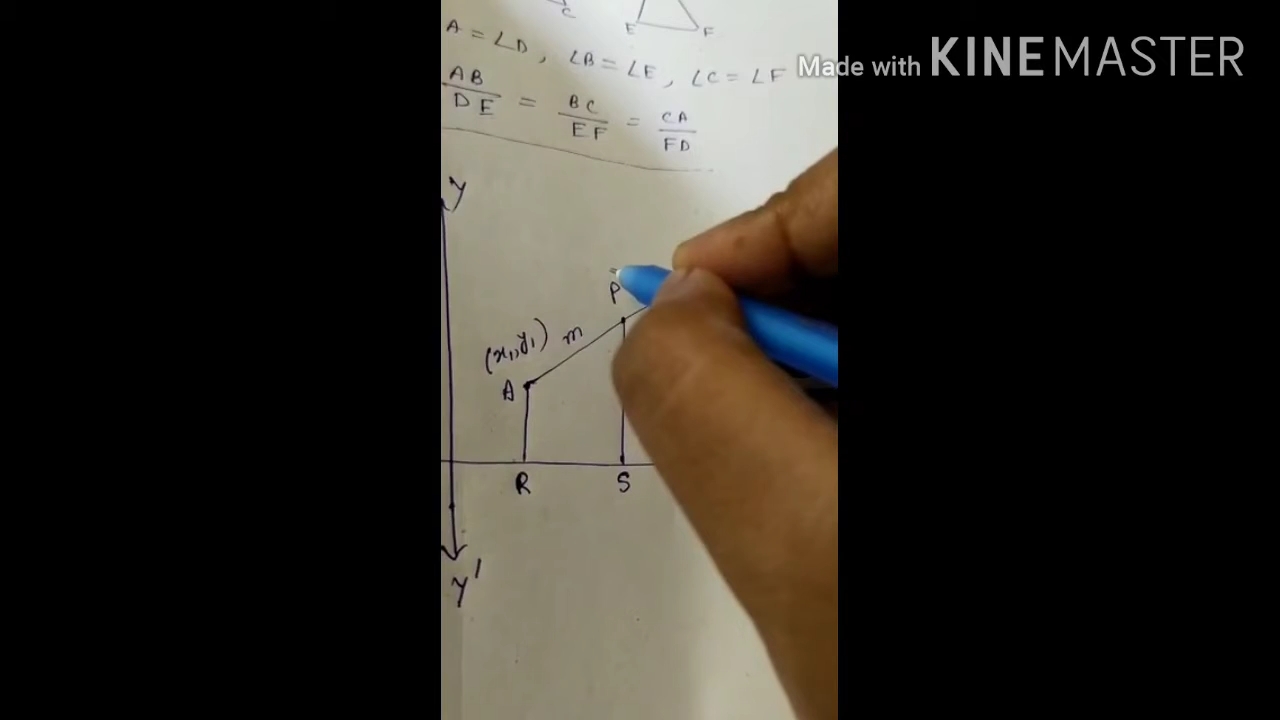 C
E F
A = ∠D , ∠B = ∠E , ∠C = ∠F
Made with KINEMASTER
AB/DE = BC/EF = CA/FD
y
P
(x₁,y₁) m
A
R S
y'